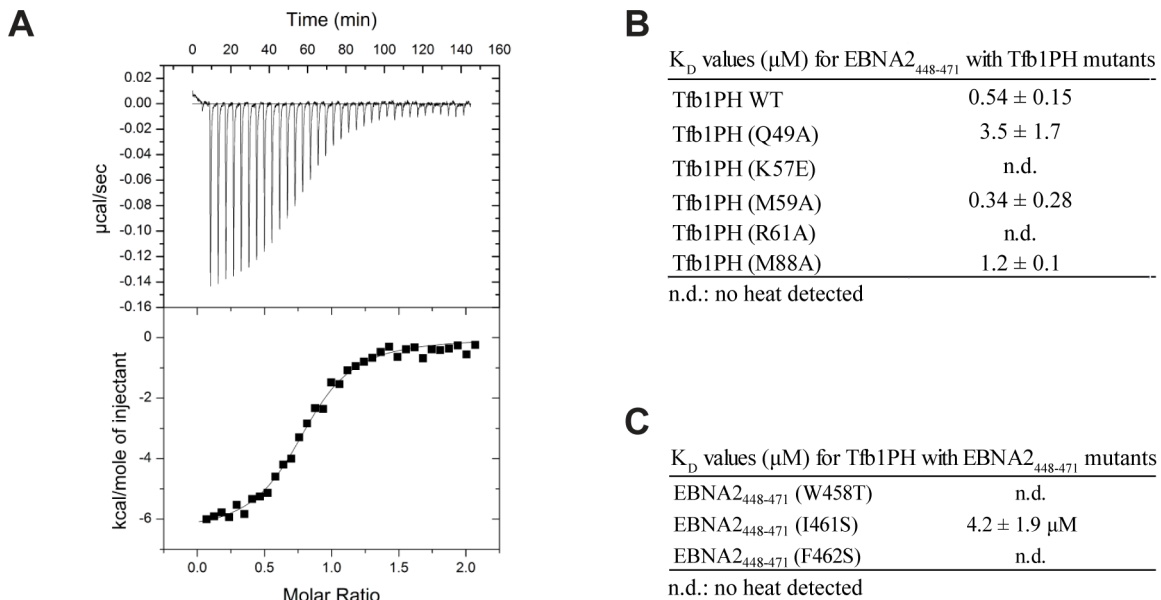 A
Time (min)
0 20 40 60 80 100 120 140 160
0.02
0.00
-0.02
-0.04
-0.06
-0.08
-0.10
-0.12
-0.14
-0.16
µcal/sec
0
-2
-4
-6
kcal/mole of injectant
0.0 0.5 1.0 1.5 2.0
Molar Ratio
B
K_D values (µM) for EBNA2_448-471 with Tfb1PH mutants
Tfb1PH WT 0.54 ± 0.15
Tfb1PH (Q49A) 3.5 ± 1.7
Tfb1PH (K57E) n.d.
Tfb1PH (M59A) 0.34 ± 0.28
Tfb1PH (R61A) n.d.
Tfb1PH (M88A) 1.2 ± 0.1
n.d.: no heat detected
C
K_D values (µM) for Tfb1PH with EBNA2_448-471 mutants
EBNA2_448-471 (W458T) n.d.
EBNA2_448-471 (I461S) 4.2 ± 1.9 µM
EBNA2_448-471 (F462S) n.d.
n.d.: no heat detected